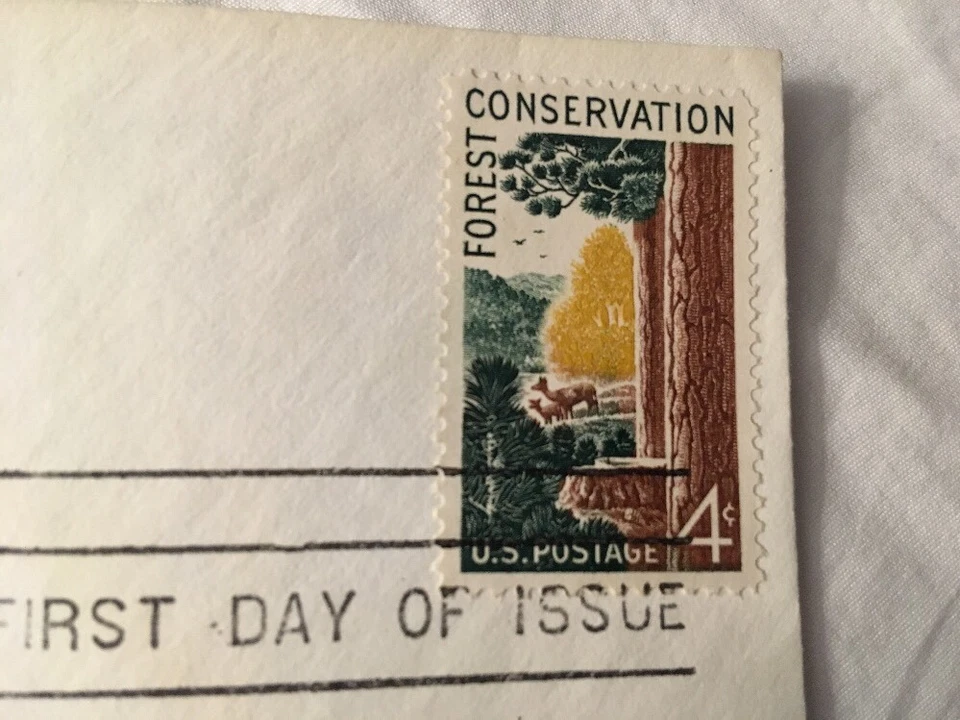 CONSERVATION
FOREST
4¢
U.S. POSTAGE
FIRST DAY OF ISSUE